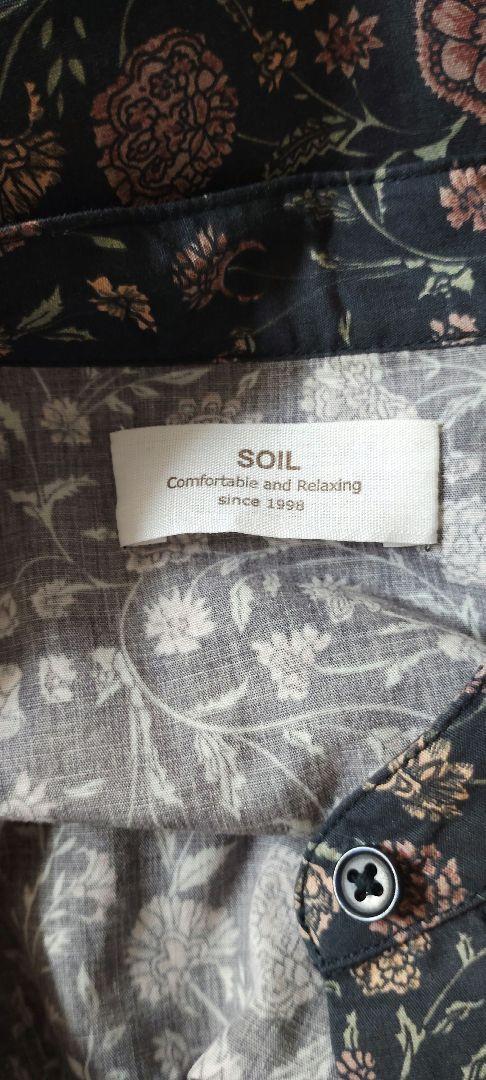 SOIL
Comfortable and Relaxing
since 1998